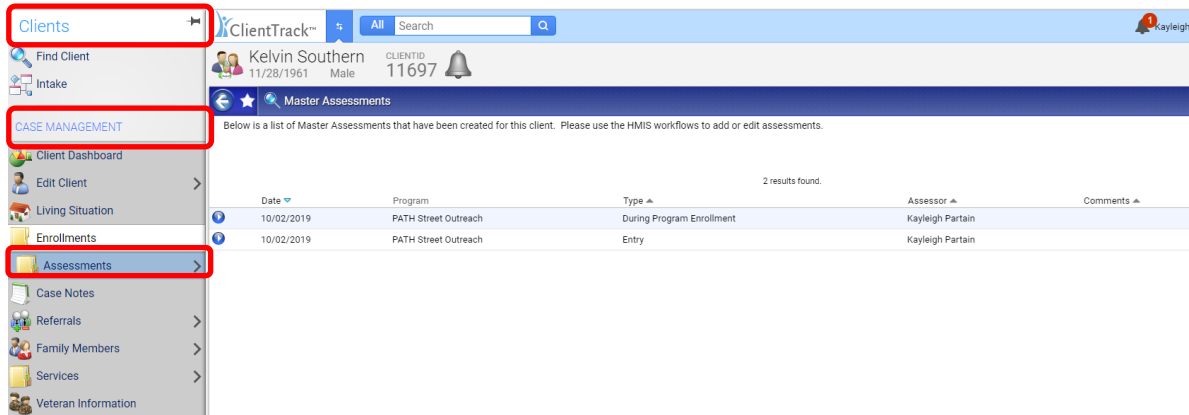 Clients
Find Client
Intake
CASE MANAGEMENT
Client Dashboard
Edit Client
Living Situation
Enrollments
Assessments
Case Notes
Referrals
Family Members
Services
Veteran Information
ClientTrack™
All Search
1
Kayleigh
Kelvin Southern
11/28/1961 Male
CLIENTID
11697
Master Assessments
Below is a list of Master Assessments that have been created for this client. Please use the HMIS workflows to add or edit assessments.
2 results found.
Date Program Type Assessor Comments
10/02/2019 PATH Street Outreach During Program Enrollment Kayleigh Partain
10/02/2019 PATH Street Outreach Entry Kayleigh Partain